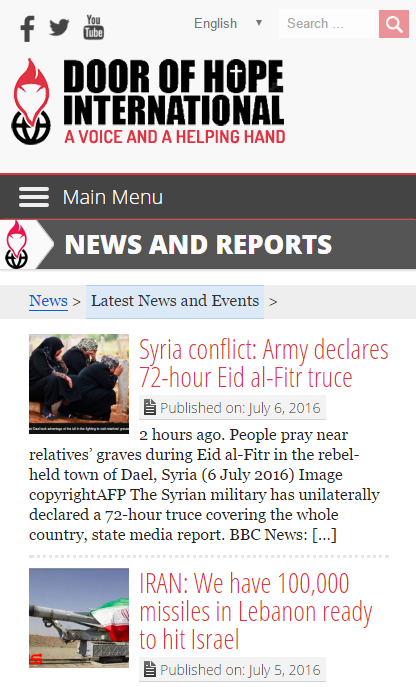 You Tube
English
Search ...
DOOR OF HOPE
INTERNATIONAL
A VOICE AND A HELPING HAND
Main Menu
NEWS AND REPORTS
News > Latest News and Events >
Syria conflict: Army declares
72-hour Eid al-Fitr truce
Published on: July 6, 2016
2 hours ago. People pray near
relatives’ graves during Eid al-Fitr in the rebel-
held town of Dael, Syria (6 July 2016) Image
copyrightAFP The Syrian military has unilaterally
declared a 72-hour truce covering the whole
country, state media report. BBC News: […]
IRAN: We have 100,000
missiles in Lebanon ready
to hit Israel
Published on: July 5, 2016